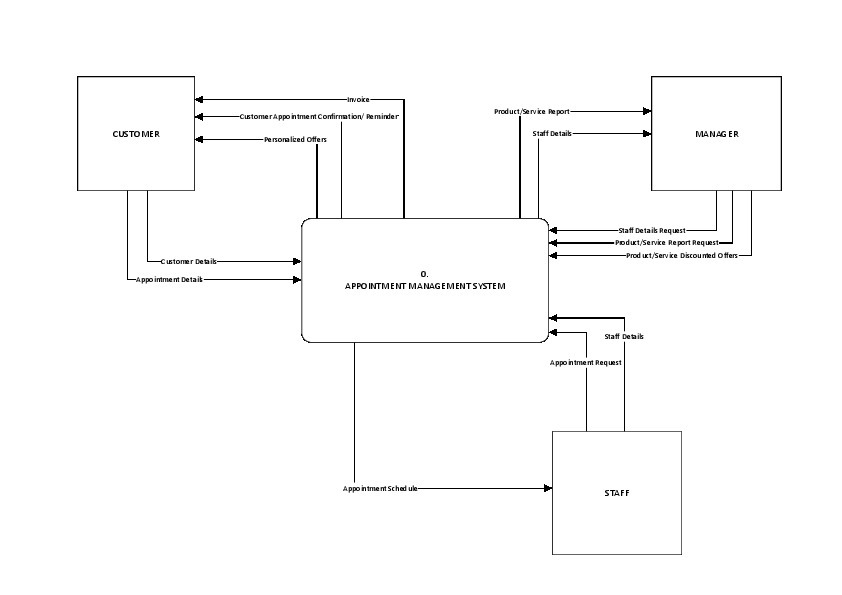 Invoice
Product/Service Report
Customer Appointment Confirmation/ Reminder
CUSTOMER
Staff Details
MANAGER
Personalized Offers
Staff Details Request
Product/Service Report Request
Product/Service Discounted Offers
Customer Details
Appointment Details
0.
APPOINTMENT MANAGEMENT SYSTEM
Staff Details
Appointment Request
Appointment Schedule
STAFF